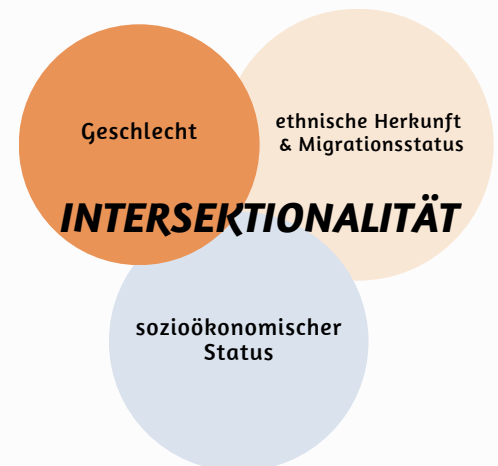 Geschlecht
ethnische Herkunft
& Migrationsstatus
INTERSEKTIONALITÄT
sozioökonomischer
Status